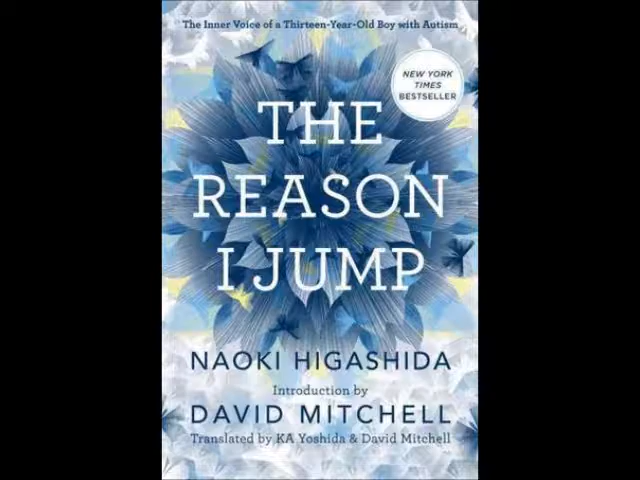 The Inner Voice of a Thirteen-Year-Old Boy with Autism
NEW YORK
TIMES
BESTSELLER
THE
REASON
I JUMP
NAOKI HIGASHIDA
Introduction by
DAVID MITCHELL
Translated by KA Yoshida & David Mitchell